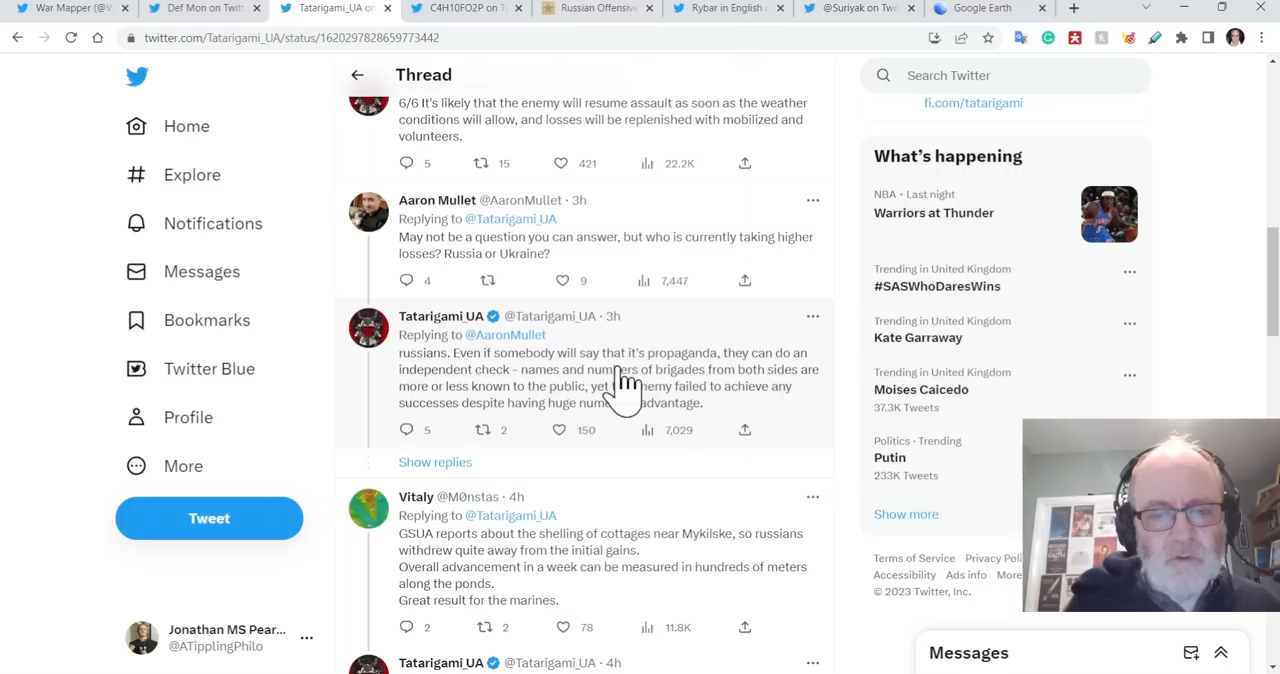 War Mapper (@W
Def Mon on Twitt
Tatarigami_UA on
C4H10FO2P on T
Russian Offensive
Rybar in English o
@Suriyak on Twi
Google Earth
twitter.com/Tatarigami_UA/status/1620297828659773442
Home
Explore
Notifications
Messages
Bookmarks
Twitter Blue
Profile
More
Tweet
Jonathan MS Pear...
@ATipplingPhilo
Thread
6/6 It's likely that the enemy will resume assault as soon as the weather
conditions will allow, and losses will be replenished with mobilized and
volunteers.
5 15 421 22.2K
Aaron Mullet @AaronMullet · 3h
Replying to @Tatarigami_UA
May not be a question you can answer, but who is currently taking higher
losses? Russia or Ukraine?
4 9 7,447
Tatarigami_UA @Tatarigami_UA · 3h
Replying to @AaronMullet
russians. Even if somebody will say that it's propaganda, they can do an
independent check - names and numbers of brigades from both sides are
more or less known to the public, yet enemy failed to achieve any
successes despite having huge advantage.
5 2 150 7,029
Show replies
Vitaly @M0nstas · 4h
Replying to @Tatarigami_UA
GSUA reports about the shelling of cottages near Mykilske, so russians
withdrew quite away from the initial gains.
Overall advancement in a week can be measured in hundreds of meters
along the ponds.
Great result for the marines.
2 2 78 11.8K
Tatarigami_UA @Tatarigami_UA · 4h
Search Twitter
fi.com/tatarigami
What's happening
NBA · Last night
Warriors at Thunder
Trending in United Kingdom
#SASWhoDaresWins
Trending in United Kingdom
Kate Garraway
Trending in United Kingdom
Moises Caicedo
37.3K Tweets
Politics · Trending
Putin
233K Tweets
Show more
Terms of Service Privacy Poli
Accessibility Ads info More
© 2023 Twitter, Inc.
Messages